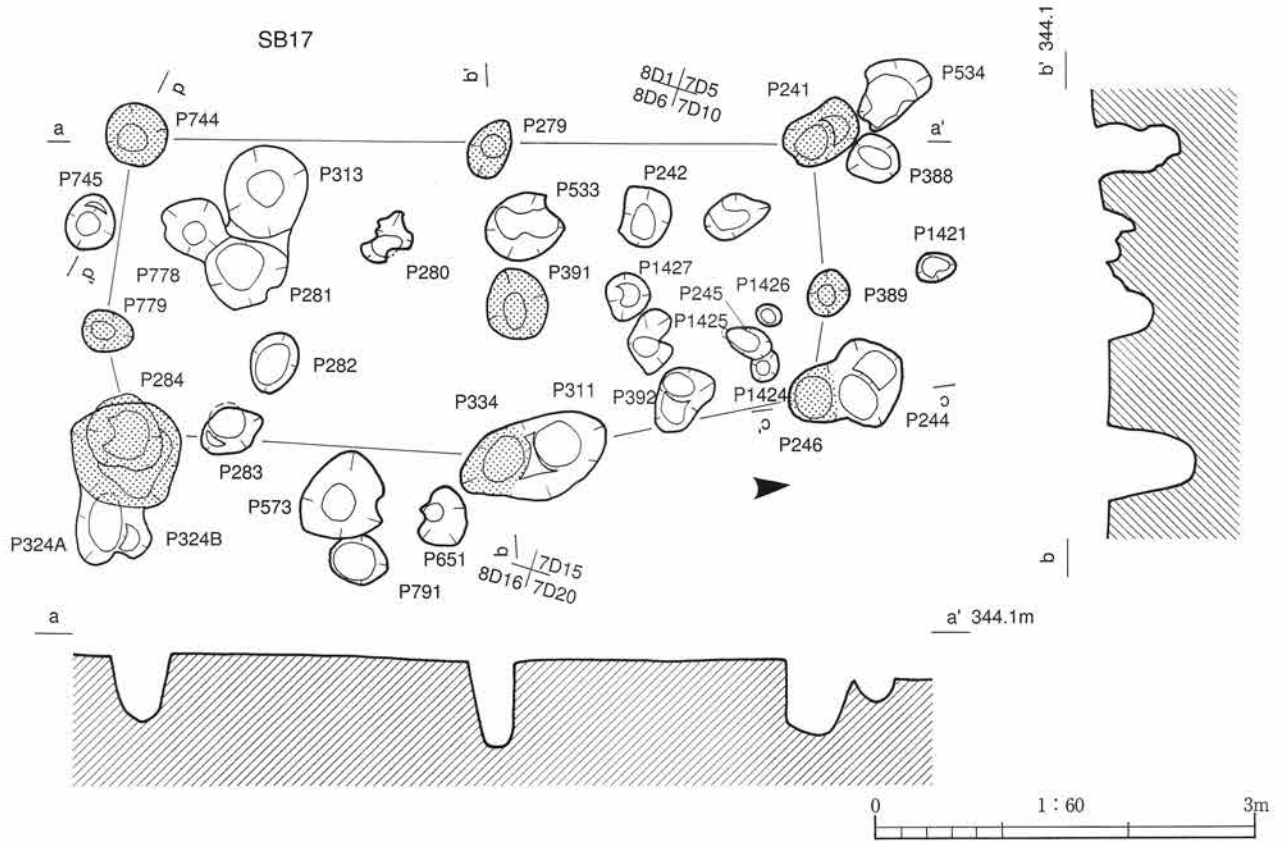 SB17
b' 344.1
d
b'
8D1 7D5
8D6 7D10
P241
P534
P744
a
P279
a'
P745
P313
P533
P242
P388
d'
P778
P280
P1421
P281
P391
P1427
P245
P1426
P389
P779
P1425
P284
P282
P334
P311
P392
P1424
c
c'
P246
P244
P283
P573
P324A
P324B
P651
b
7D15
8D16 7D20
P791
b
a
a' 344.1m
0
1：60
3m